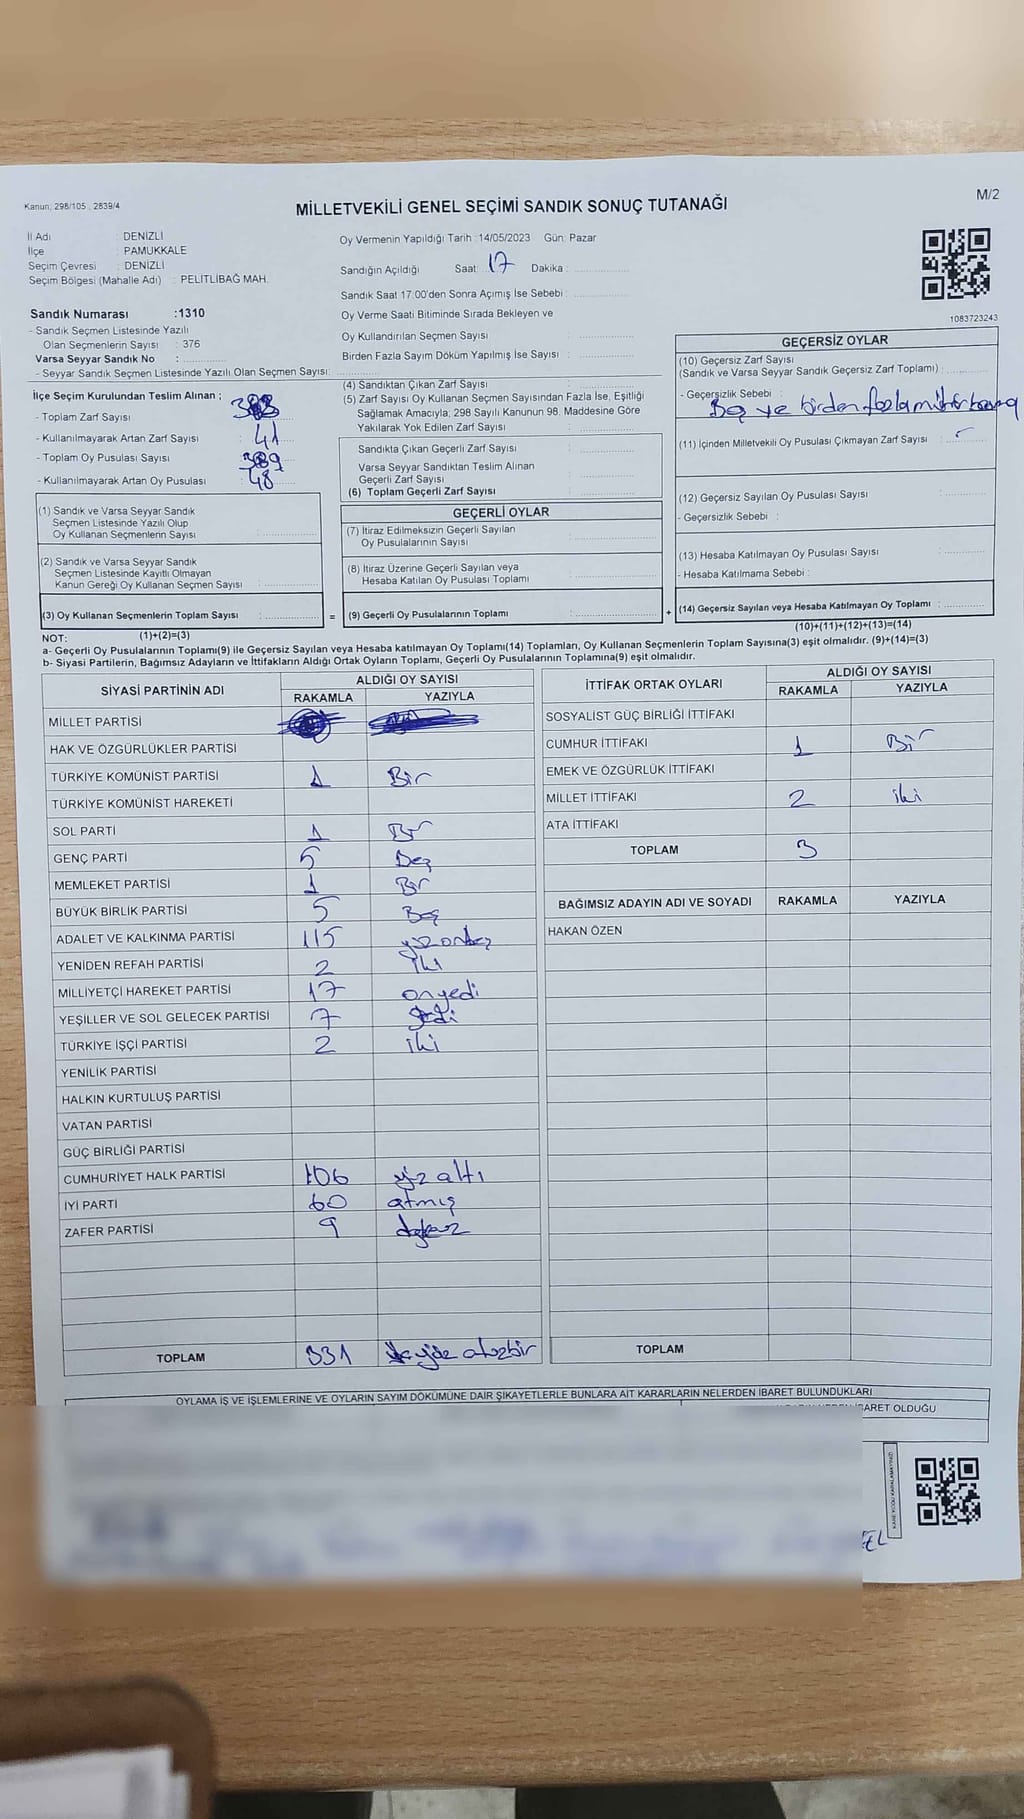 Kanun; 298/105 , 2839/4
MİLLETVEKİLİ GENEL SEÇİMİ SANDIK SONUÇ TUTANAĞI
M/2
İl Adı : DENİZLİ
İlçe : PAMUKKALE
Seçim Çevresi : DENİZLİ
Seçim Bölgesi (Mahalle Adı) : PELİTLİBAĞ MAH.
Oy Vermenin Yapıldığı Tarih :14/05/2023 Gün: Pazar
Sandığın Açıldığı Saat: 17 Dakika :
Sandık Saat 17:00'den Sonra Açımış İse Sebebi :
Oy Verme Saati Bitiminde Sırada Bekleyen ve
Oy Kullandırılan Seçmen Sayısı :
Birden Fazla Sayım Döküm Yapılmış İse Sayısı :
1083723243
Sandık Numarası :1310
- Sandık Seçmen Listesinde Yazılı
Olan Seçmenlerin Sayısı : 376
Varsa Seyyar Sandık No :
- Seyyar Sandık Seçmen Listesinde Yazılı Olan Seçmen Sayısı:
İlçe Seçim Kurulundan Teslim Alınan ;
- Toplam Zarf Sayısı :
- Kullanılmayarak Artan Zarf Sayısı : 41
- Toplam Oy Pusulası Sayısı :
- Kullanılmayarak Artan Oy Pusulası : 48
(4) Sandıktan Çıkan Zarf Sayısı :
(5) Zarf Sayısı Oy Kullanan Seçmen Sayısından Fazla İse, Eşitliği
Sağlamak Amacıyla, 298 Sayılı Kanunun 98. Maddesine Göre
Yakılarak Yok Edilen Zarf Sayısı :
Sandıkta Çıkan Geçerli Zarf Sayısı :
Varsa Seyyar Sandıktan Teslim Alınan
Geçerli Zarf Sayısı :
(6) Toplam Geçerli Zarf Sayısı :
GEÇERSİZ OYLAR
(10) Geçersiz Zarf Sayısı
(Sandık ve Varsa Seyyar Sandık Geçersiz Zarf Toplamı) :
- Geçersizlik Sebebi :
Boş ve birden fazla mühür
(11) İçinden Milletvekili Oy Pusulası Çıkmayan Zarf Sayısı :
(12) Geçersiz Sayılan Oy Pusulası Sayısı :
- Geçersizlik Sebebi :
(13) Hesaba Katılmayan Oy Pusulası Sayısı :
- Hesaba Katılmama Sebebi :
(14) Geçersiz Sayılan veya Hesaba Katılmayan Oy Toplamı :
(10)+(11)+(12)+(13)=(14)
(1) Sandık ve Varsa Seyyar Sandık
Seçmen Listesinde Yazılı Olup
Oy Kullanan Seçmenlerin Sayısı :
(2) Sandık ve Varsa Seyyar Sandık
Seçmen Listesinde Kayıtlı Olmayan
Kanun Gereği Oy Kullanan Seçmen Sayısı :
(3) Oy Kullanan Seçmenlerin Toplam Sayısı : =
GEÇERLİ OYLAR
(7) İtiraz Edilmeksizin Geçerli Sayılan
Oy Pusulalarının Sayısı :
(8) İtiraz Üzerine Geçerli Sayılan veya
Hesaba Katılan Oy Pusulası Toplamı :
(9) Geçerli Oy Pusulalarının Toplamı : +
NOT: (1)+(2)=(3)
a- Geçerli Oy Pusulalarının Toplamı(9) ile Geçersiz Sayılan veya Hesaba katılmayan Oy Toplamı(14) Toplamları, Oy Kullanan Seçmenlerin Toplam Sayısına(3) eşit olmalıdır. (9)+(14)=(3)
b- Siyasi Partilerin, Bağımsız Adayların ve İttifakların Aldığı Ortak Oyların Toplamı, Geçerli Oy Pusulalarının Toplamına(9) eşit olmalıdır.
SİYASİ PARTİNİN ADI ALDIĞI OY SAYISI
RAKAMLA YAZIYLA
MİLLET PARTİSİ
HAK VE ÖZGÜRLÜKLER PARTİSİ
TÜRKİYE KOMÜNİST PARTİSİ 1 Bir
TÜRKİYE KOMÜNİST HAREKETİ
SOL PARTİ 1 Bir
GENÇ PARTİ 5 Beş
MEMLEKET PARTİSİ 1 Bir
BÜYÜK BİRLİK PARTİSİ 5 Beş
ADALET VE KALKINMA PARTİSİ 115 yüzonbeş
YENİDEN REFAH PARTİSİ 2 iki
MİLLİYETÇİ HAREKET PARTİSİ 17 onyedi
YEŞİLLER VE SOL GELECEK PARTİSİ 7 yedi
TÜRKİYE İŞÇİ PARTİSİ 2 iki
YENİLİK PARTİSİ
HALKIN KURTULUŞ PARTİSİ
VATAN PARTİSİ
GÜÇ BİRLİĞİ PARTİSİ
CUMHURİYET HALK PARTİSİ 106 yüz altı
İYİ PARTİ 60 atmış
ZAFER PARTİSİ 9 dokuz
TOPLAM 331 yüz
İTTİFAK ORTAK OYLARI ALDIĞI OY SAYISI
RAKAMLA YAZIYLA
SOSYALİST GÜÇ BİRLİĞİ İTTİFAKI
CUMHUR İTTİFAKI 1 Bir
EMEK VE ÖZGÜRLÜK İTTİFAKI
MİLLET İTTİFAKI 2 iki
ATA İTTİFAKI
TOPLAM 3
BAĞIMSIZ ADAYIN ADI VE SOYADI RAKAMLA YAZIYLA
HAKAN ÖZEN
TOPLAM
OYLAMA İŞ VE İŞLEMLERİNE VE OYLARIN SAYIM DÖKÜMÜNE DAİR ŞİKAYETLERLE BUNLARA AİT KARARLARIN NELERDEN İBARET BULUNDUKLARI
İBARET OLDUĞU
KARE KODU KARALAMAYINIZ!